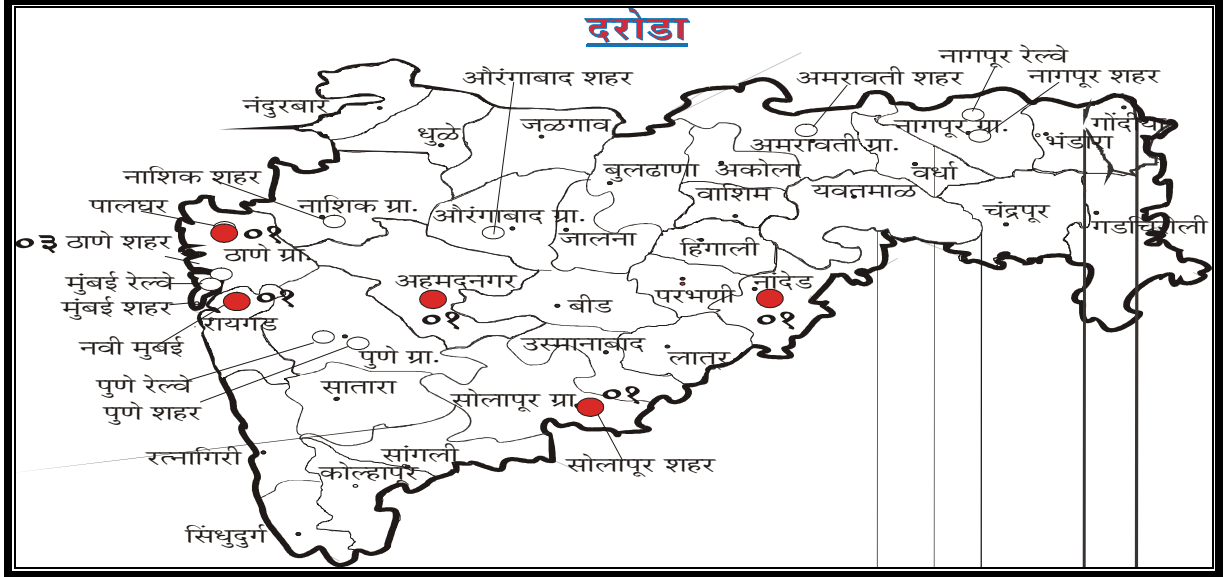 दरोडा
नागपूर रेल्वे
औरंगाबाद शहर
अमरावती शहर
नागपूर शहर
नंदुरबार
धुळे
जळगाव
नागपूर ग्रा.
गोंदीया
अमरावती ग्रा.
भंडारा
बुलढाणा
अकोला
वर्धा
नाशिक शहर
वाशिम
यवतमाळ
पालघर
नाशिक ग्रा.
औरंगाबाद ग्रा.
चंद्रपूर
गडचिरोली
०३ ठाणे शहर
०१
जालना
हिंगाली
ठाणे ग्रा.
मुंबई रेल्वे
अहमदनगर
परभणी
नांदेड
मुंबई शहर
०१
बीड
रायगड
०१
०१
नवी मुबई
पुणे ग्रा.
उस्मानाबाद
लातूर
पुणे रेल्वे
सातारा
पुणे शहर
सोलापूर ग्रा.
०१
रत्नागिरी
सांगली
कोल्हापूर
सोलापूर शहर
सिंधुदुर्ग